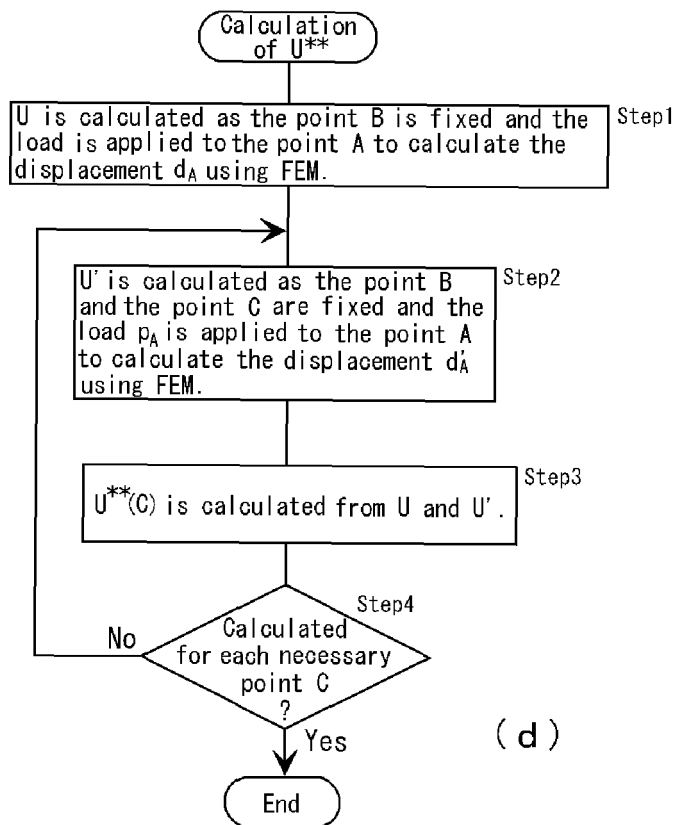 Calculation
of U**
U is calculated as the point B is fixed and the
load is applied to the point A to calculate the
displacement dA using FEM.
Step1
U' is calculated as the point B
and the point C are fixed and the
load pA is applied to the point A
to calculate the displacement d'A
using FEM.
Step2
U**(C) is calculated from U and U'.
Step3
Step4
Calculated
for each necessary
point C
?
No
Yes
(d)
End